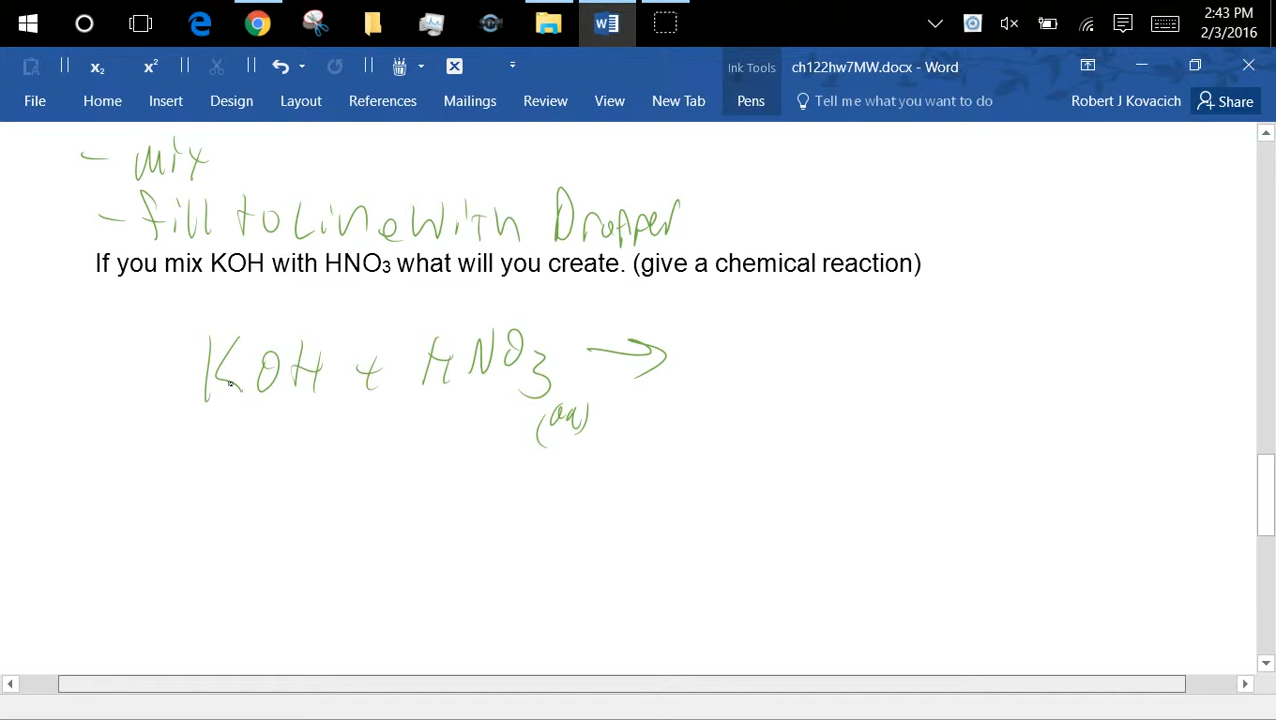 2:43 PM
2/3/2016
Ink Tools
ch122hw7MW.docx - Word
File Home Insert Design Layout References Mailings Review View New Tab Pens Tell me what you want to do Robert J Kovacich Share
- mix
- fill to Line with Dropper
If you mix KOH with HNO₃ what will you create. (give a chemical reaction)
KOH + HNO₃ →
(aq)